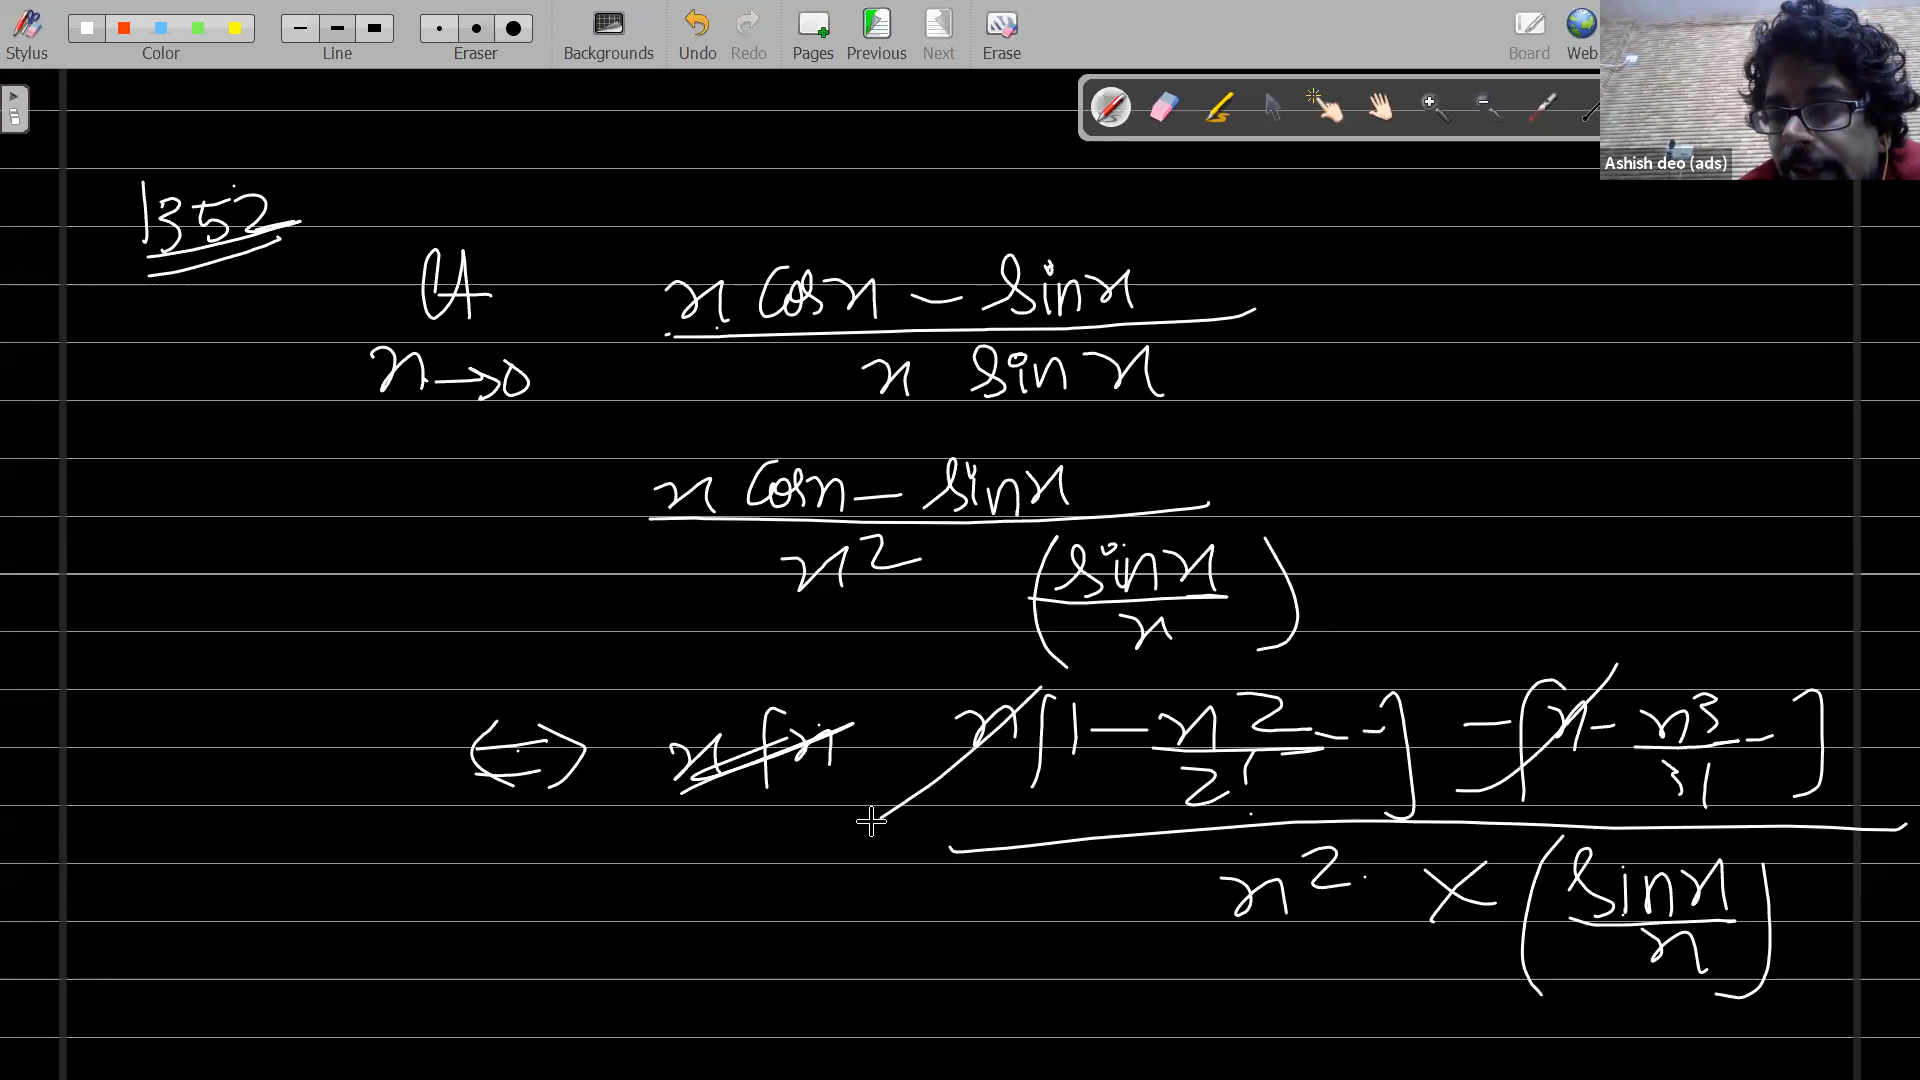 Stylus Color Line Eraser Backgrounds Undo Redo Pages Previous Next Erase Board Web
Ashish deo (ads)
1352
Lt x→0 (x cosx - sinx) / (x sinx)
(x cosx - sinx) / (x² (sinx/x))
⇔ (x[1 - x²/2! - - -] - [x - x³/3! -]) / (x² × (sinx/x))